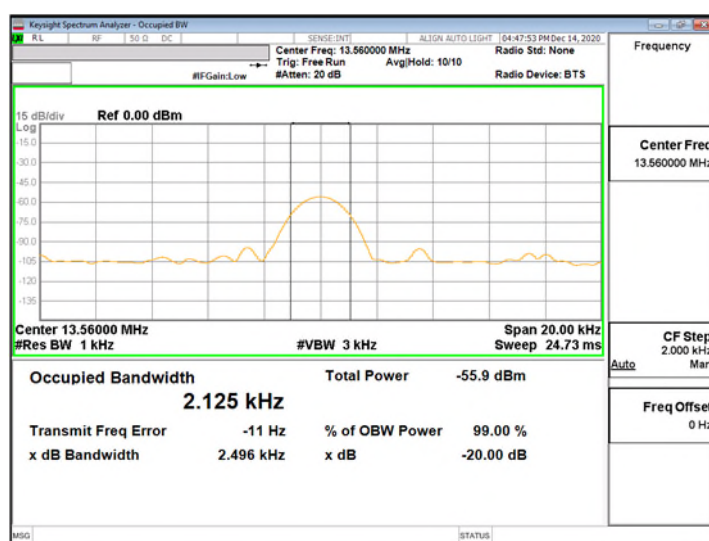 Keysight Spectrum Analyzer - Occupied BW
LXI RL RF 50 Ω DC SENSE:INT ALIGN AUTO/LIGHT 04:47:53 PM Dec 14, 2020
Center Freq: 13.560000 MHz Radio Std: None
Trig: Free Run Avg|Hold: 10/10
#IFGain:Low #Atten: 20 dB Radio Device: BTS
15 dB/div Ref 0.00 dBm
Log
-15.0
-30.0
-45.0
-60.0
-75.0
-90.0
-105
-120
-135
Center 13.56000 MHz Span 20.00 kHz
#Res BW 1 kHz #VBW 3 kHz Sweep 24.73 ms
Occupied Bandwidth Total Power -55.9 dBm
2.125 kHz
Transmit Freq Error -11 Hz % of OBW Power 99.00 %
x dB Bandwidth 2.496 kHz x dB -20.00 dB
MSG STATUS
Frequency
Center Freq
13.560000 MHz
CF Step
2.000 kHz
Auto Man
Freq Offset
0 Hz